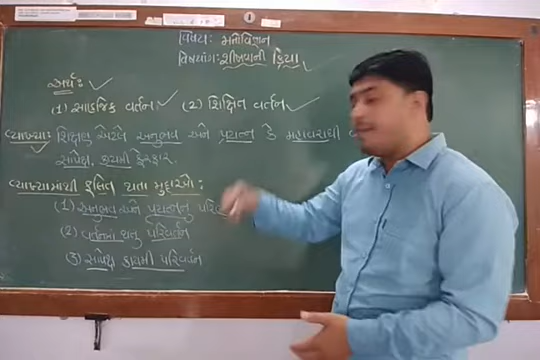 વિષય: મનોવિજ્ઞાન
વિષયાંગ: શીખવાની ક્રિયા
અર્થ:
(1) સાહજિક વર્તન (2) શિક્ષિત વર્તન
વ્યાખ્યા: શિક્ષણ એટલે અનુભવ અને પ્રયત્ન કે મહાવરાથી
સાપેક્ષ, કાયમી ફેરફાર.
વ્યાખ્યામાંથી ફલિત થતા મુદ્દાઓ:
(1) અનુભવ અને પ્રયત્નનું
(2) વર્તનમાં થતું પરિવર્તન
(3) સાપેક્ષ કાયમી પરિવર્તન